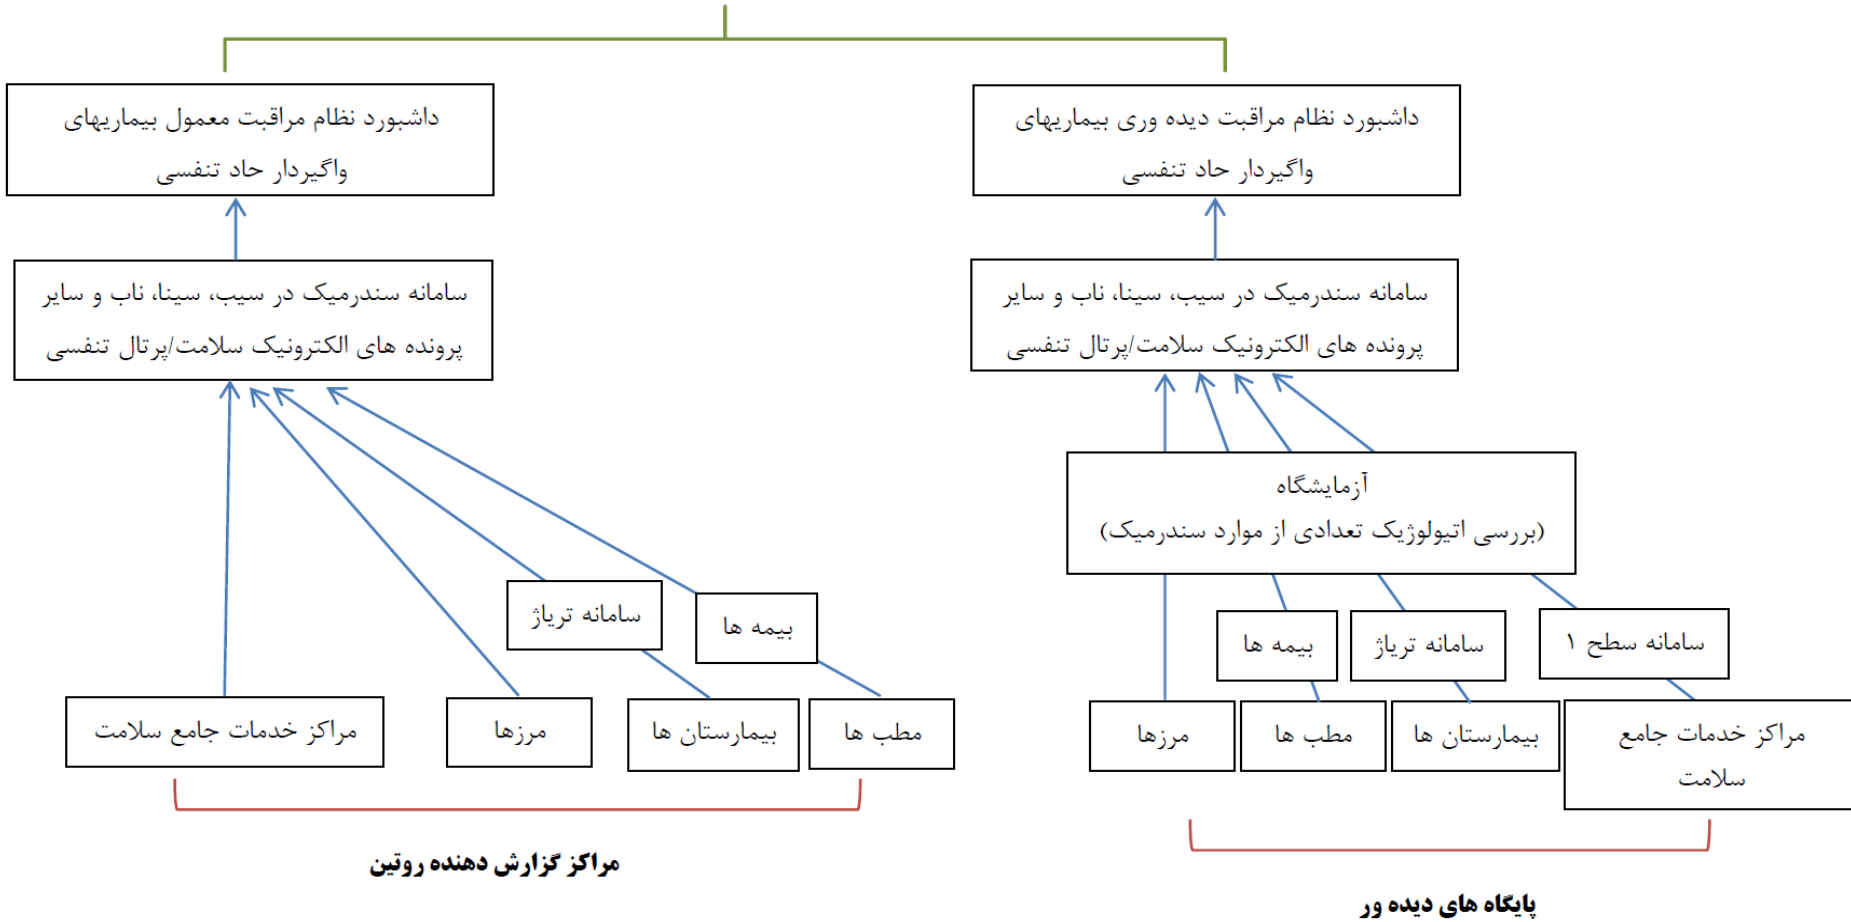 داشبورد نظام مراقبت دیده وری بیماریهای
واگیردار حاد تنفسی
داشبورد نظام مراقبت معمول بیماریهای
واگیردار حاد تنفسی
سامانه سندرمیک در سیب، سینا، ناب و سایر
پرونده های الکترونیک سلامت/پرتال تنفسی
سامانه سندرمیک در سیب، سینا، ناب و سایر
پرونده های الکترونیک سلامت/پرتال تنفسی
آزمایشگاه
(بررسی اتیولوژیک تعدادی از موارد سندرمیک)
سامانه سطح ۱
سامانه تریاژ
بیمه ها
بیمه ها
سامانه تریاژ
مراکز خدمات جامع
سلامت
بیمارستان ها
مطب ها
مرزها
مطب ها
بیمارستان ها
مرزها
مراکز خدمات جامع سلامت
مراکز گزارش دهنده روتین
پایگاه های دیده ور